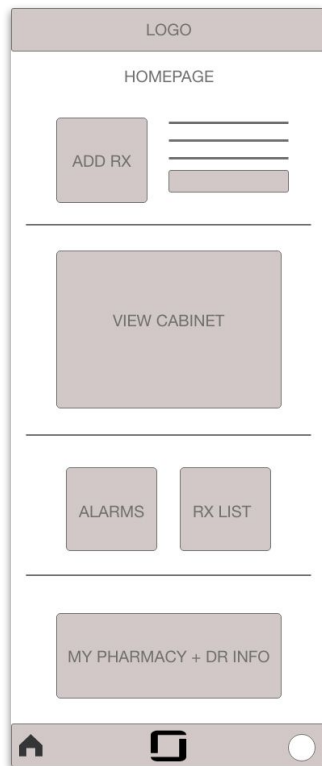 LOGO
HOMEPAGE
ADD RX
VIEW CABINET
ALARMS
RX LIST
MY PHARMACY + DR INFO